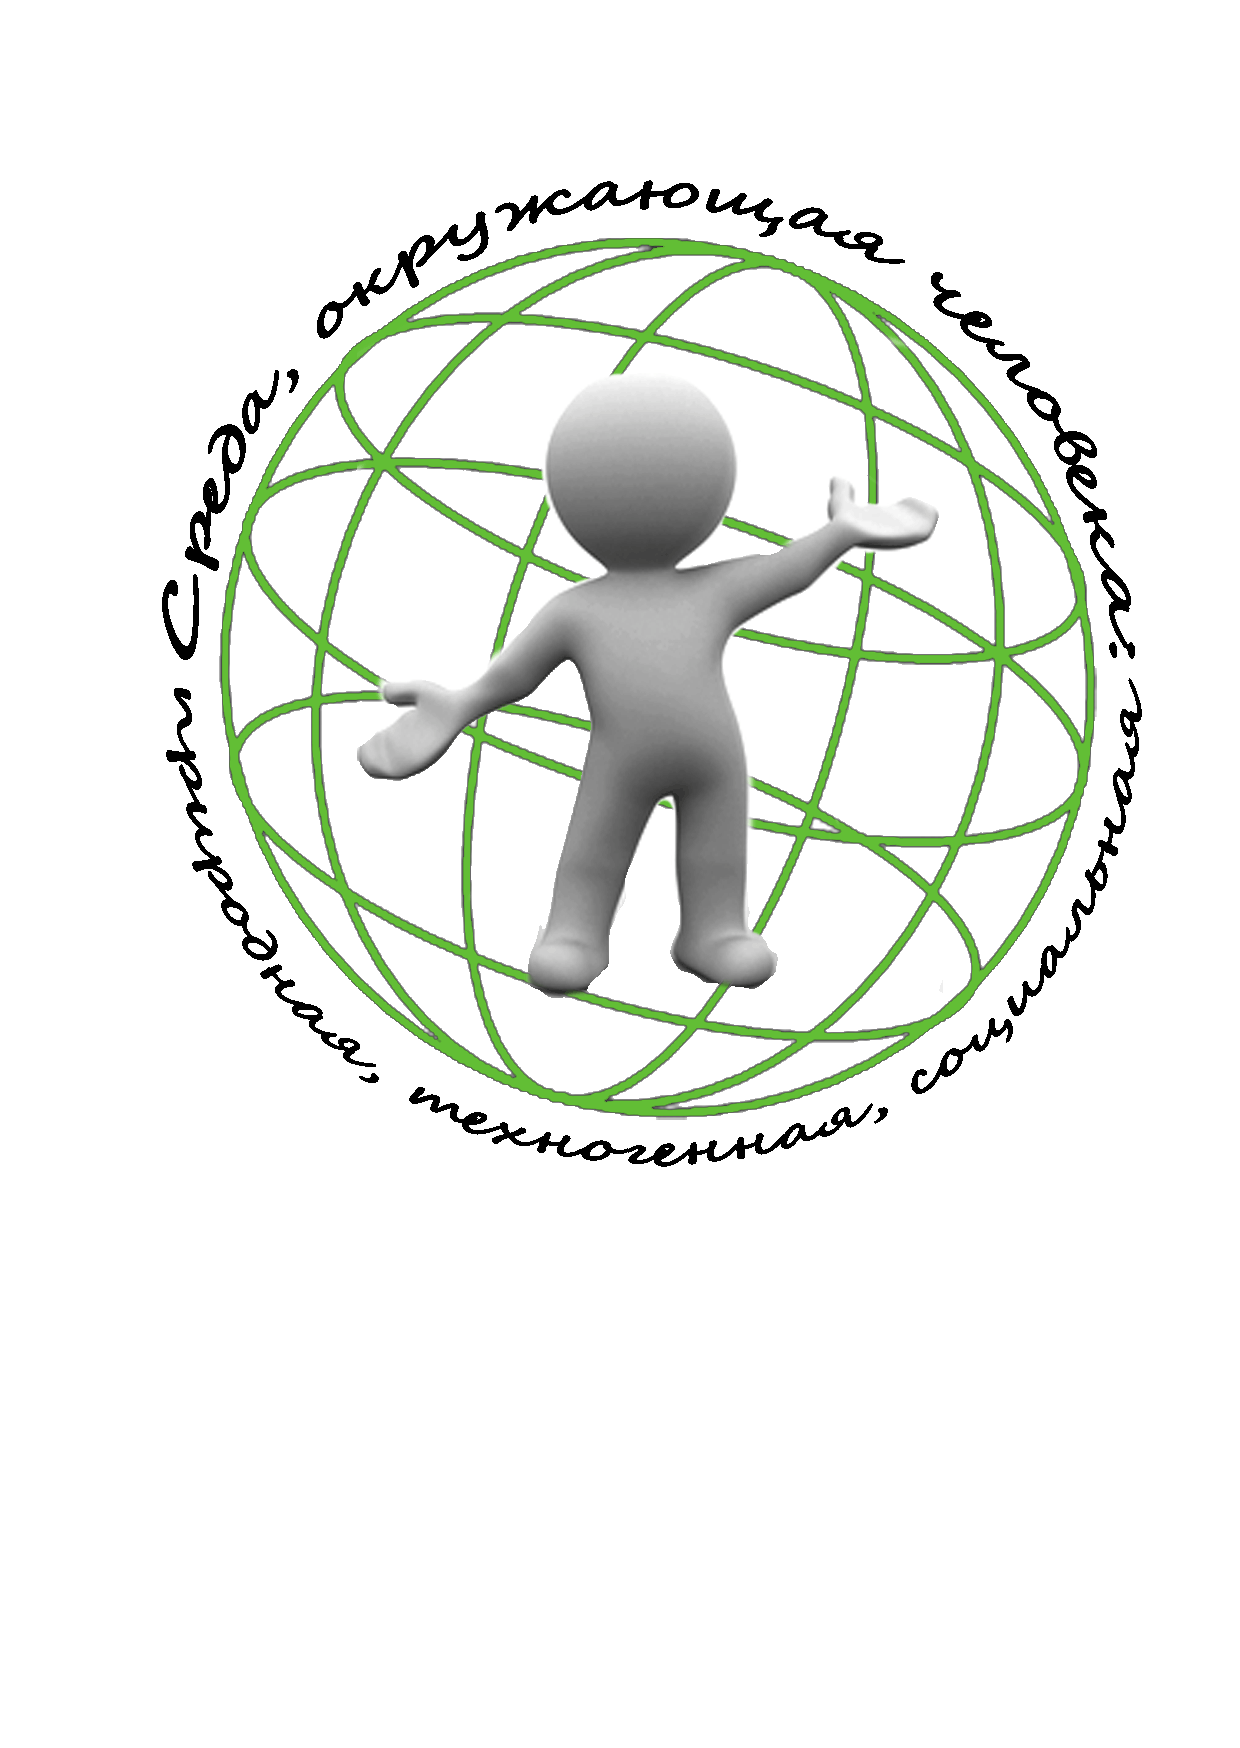 Среда, окружающая человека:
природная, техногенная, социальная